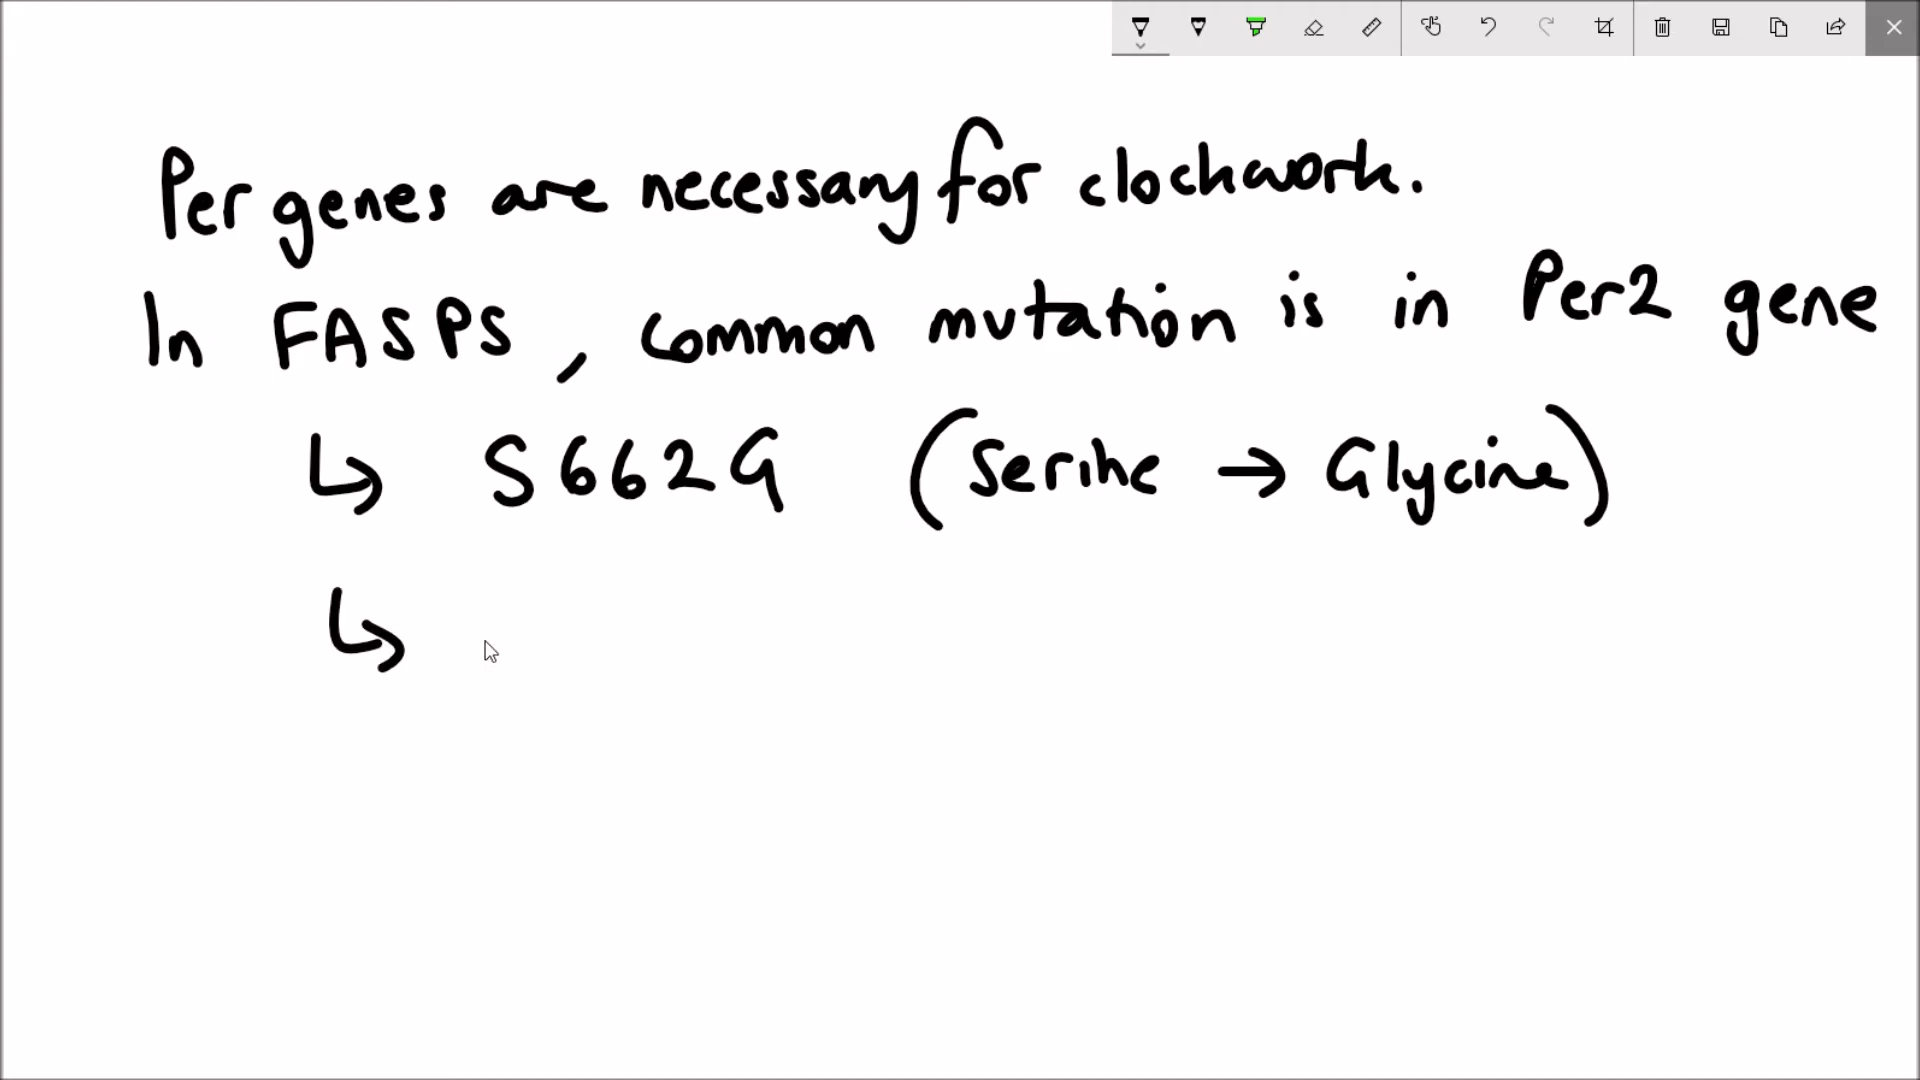 Per genes are necessary for clockwork.
In FASPS, common mutation is in Per2 gene
↳ S662G (Serine → Glycine)
↳